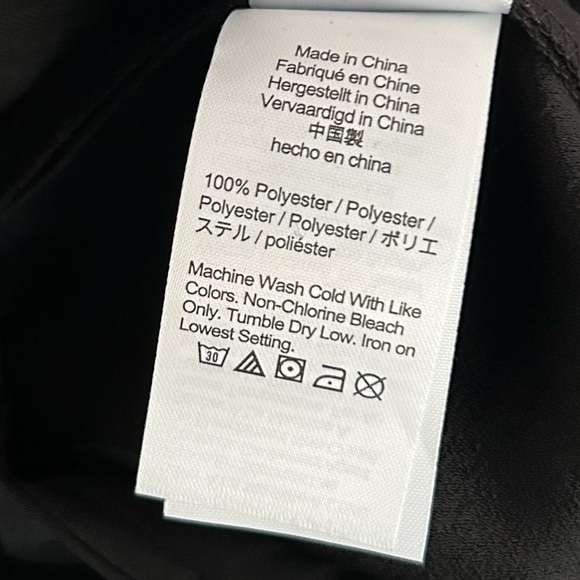 Made in China
Fabriqué en Chine
Hergestellt in China
Vervaardigd in China
中国製
hecho en china
100% Polyester / Polyester /
Polyester / Polyester / ポリエ
ステル / poliéster
Machine Wash Cold With Like
Colors. Non-Chlorine Bleach
Only. Tumble Dry Low. Iron on
Lowest Setting.
30